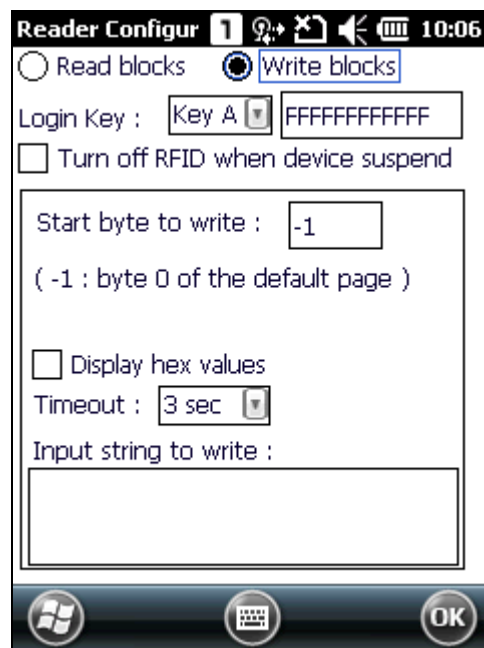 Reader Configur 1 10:06
Read blocks Write blocks
Login Key : Key A FFFFFFFFFFFF
Turn off RFID when device suspend
Start byte to write : -1
( -1 : byte 0 of the default page )
Display hex values
Timeout : 3 sec
Input string to write :
OK